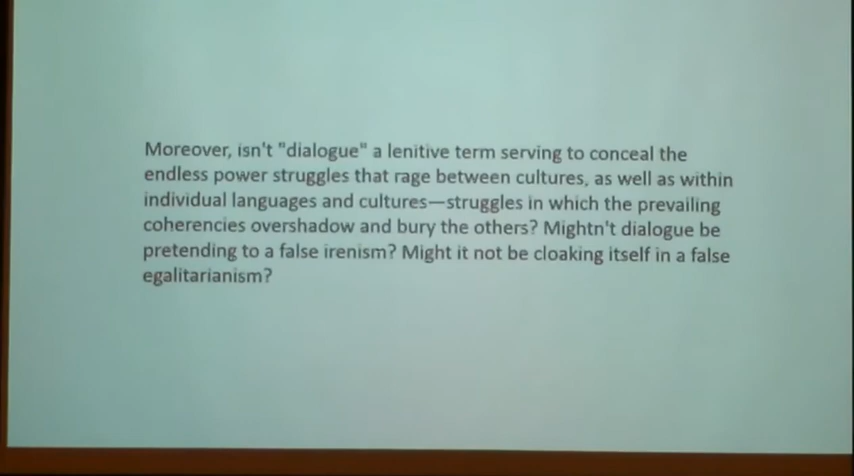 Moreover, isn't "dialogue" a lenitive term serving to conceal the
endless power struggles that rage between cultures, as well as within
individual languages and cultures—struggles in which the prevailing
coherencies overshadow and bury the others? Mightn't dialogue be
pretending to a false irenism? Might it not be cloaking itself in a false
egalitarianism?